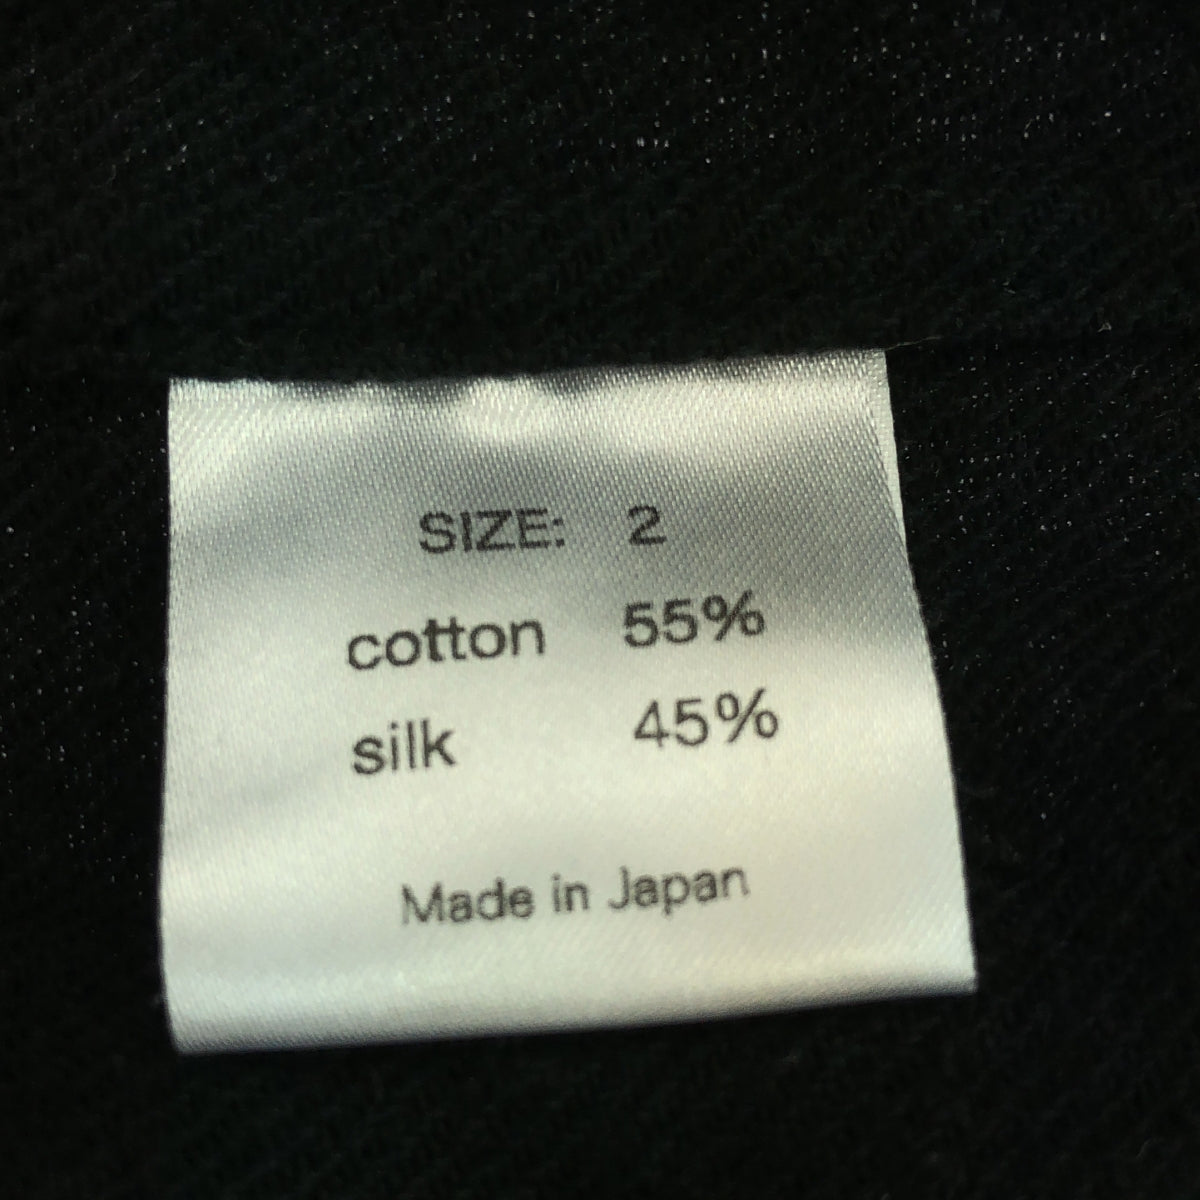 SIZE: 2
cotton 55%
silk 45%
Made in Japan